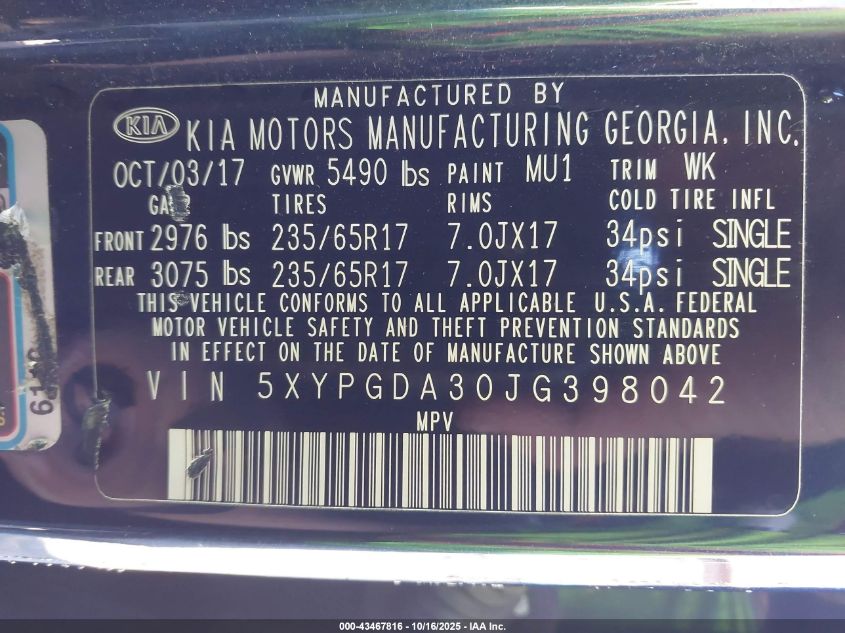 MANUFACTURED BY
KIA KIA MOTORS MANUFACTURING GEORGIA, INC.
OCT/03/17 GVWR 5490 lbs PAINT MU1 TRIM WK
TIRES RIMS COLD TIRE INFL
FRONT 2976 lbs 235/65R17 7.0JX17 34psi SINGLE
REAR 3075 lbs 235/65R17 7.0JX17 34psi SINGLE
THIS VEHICLE CONFORMS TO ALL APPLICABLE U.S.A. FEDERAL
MOTOR VEHICLE SAFETY AND THEFT PREVENTION STANDARDS
IN EFFECT ON THE DATE OF MANUFACTURE SHOWN ABOVE
VIN 5XYPGDA30JG398042
MPV
000-43467816 - 10/16/2025 - IAA Inc.